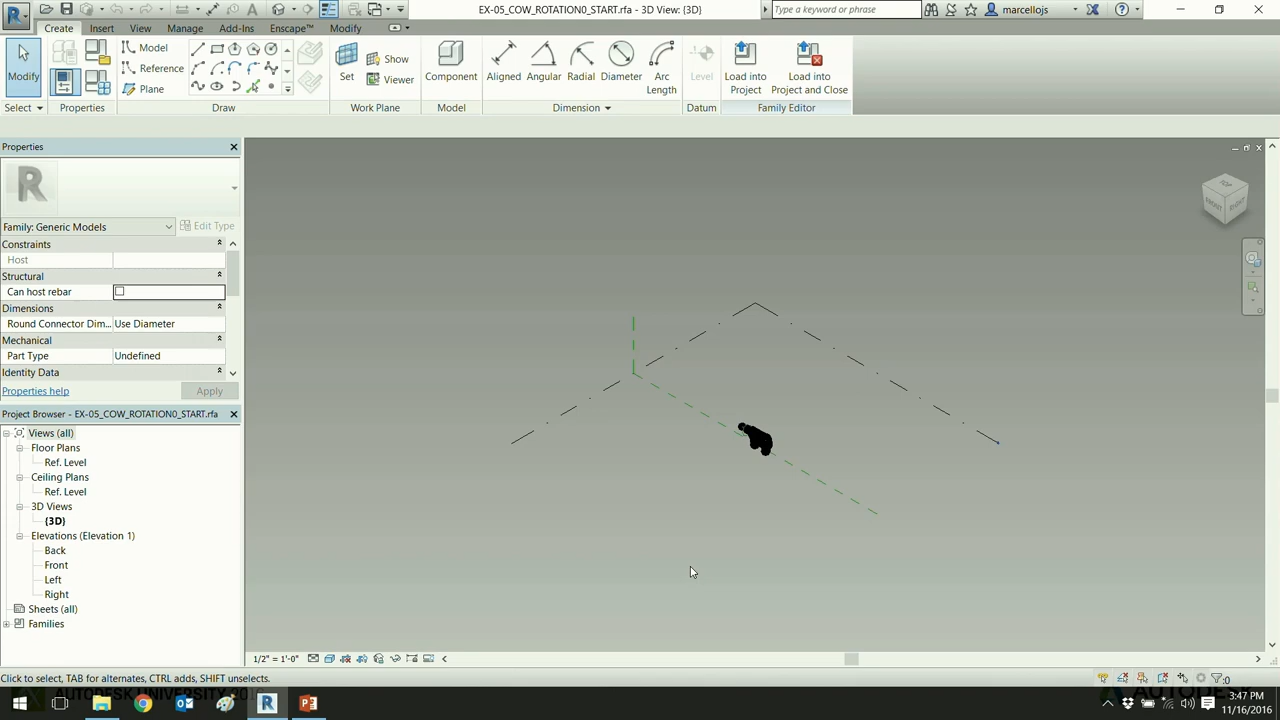 EX-05_COW_ROTATION0_START.rfa - 3D View: {3D}
Type a keyword or phrase
marcellojs
Create
Insert
View
Manage
Add-Ins
Enscape™
Modify
Modify
Model
Reference
Plane
Set
Show
Viewer
Component
Aligned
Angular
Radial
Diameter
Arc
Length
Level
Load into
Project
Load into
Project and Close
Select
Properties
Draw
Work Plane
Model
Dimension
Datum
Family Editor
Properties
Family: Generic Models
Edit Type
Constraints
Host
Structural
Can host rebar
Dimensions
Round Connector Dim... Use Diameter
Mechanical
Part Type Undefined
Identity Data
Properties help
Apply
Project Browser - EX-05_COW_ROTATION0_START.rfa
Views (all)
Floor Plans
Ref. Level
Ceiling Plans
Ref. Level
3D Views
{3D}
Elevations (Elevation 1)
Back
Front
Left
Right
Sheets (all)
Families
TOP
FRONT
RIGHT
1/2" = 1'-0"
Click to select, TAB for alternates, CTRL adds, SHIFT unselects.
:0
AUTODESK UNIVERSITY
3:47 PM
11/16/2016